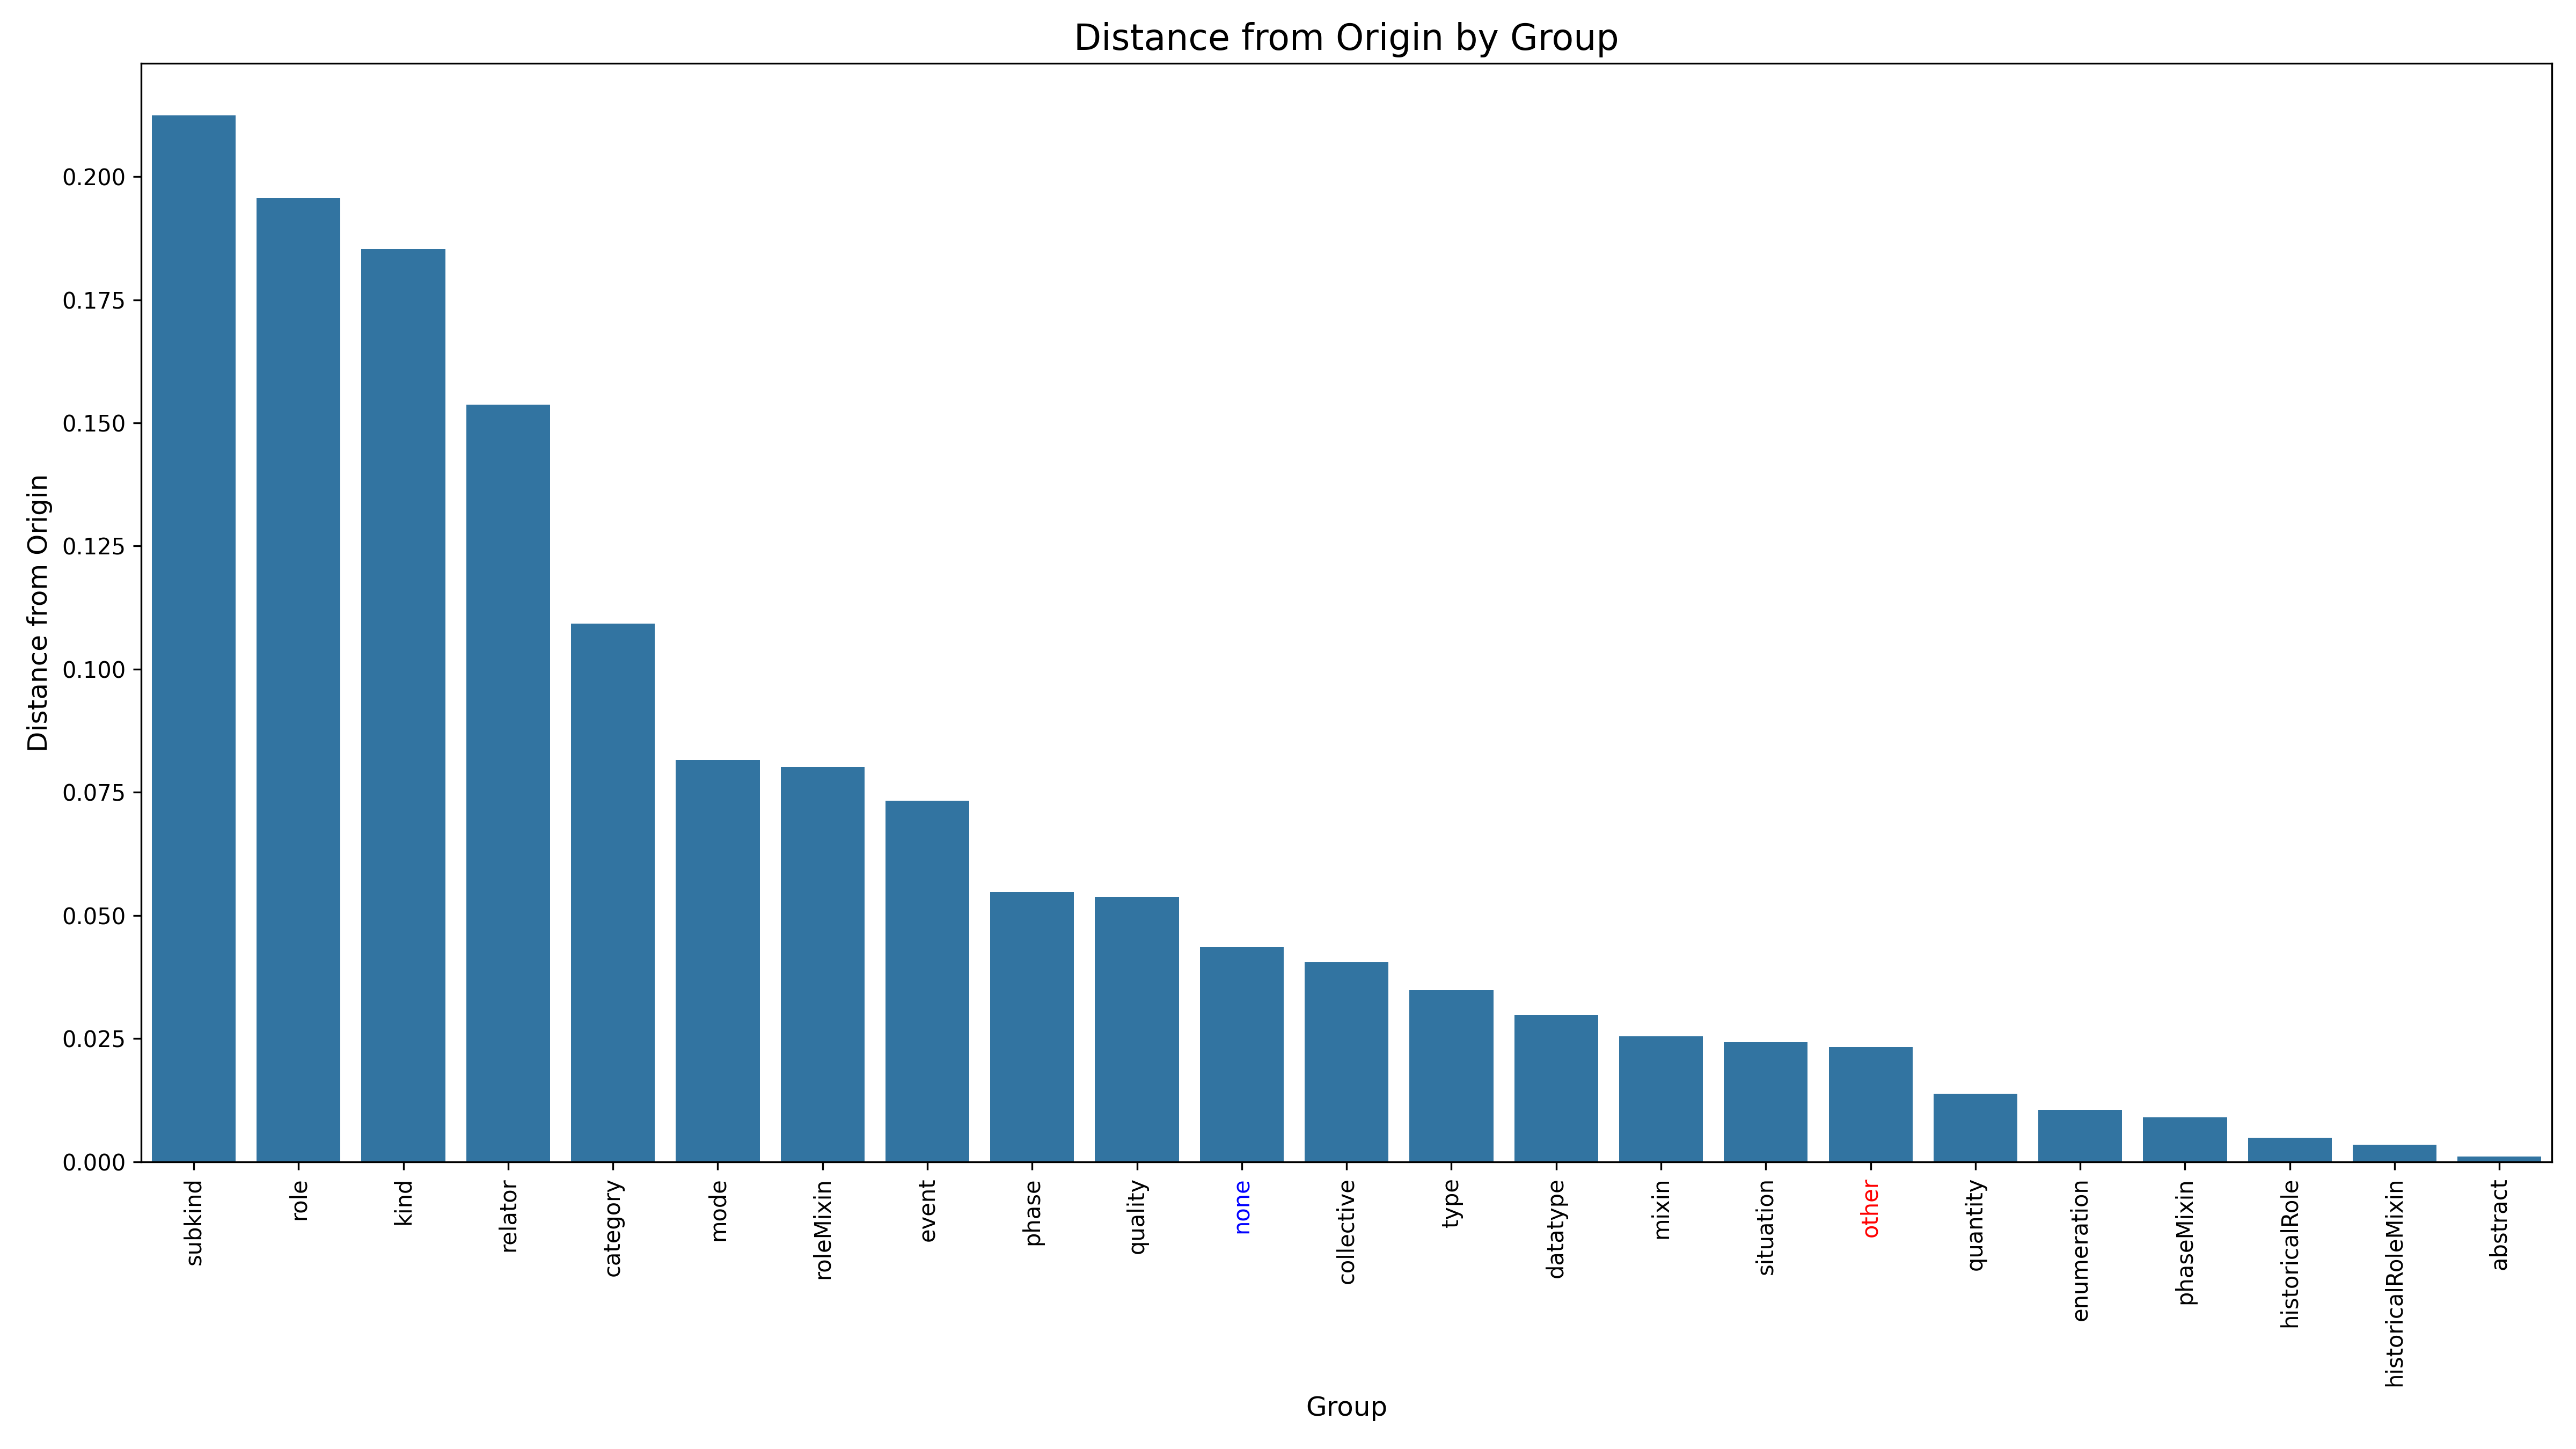 Distance from Origin by Group
Distance from Origin
0.200
0.175
0.150
0.125
0.100
0.075
0.050
0.025
0.000
subkind
role
kind
relator
category
mode
roleMixin
event
phase
quality
none
collective
type
datatype
mixin
situation
other
quantity
enumeration
phaseMixin
historicalRole
historicalRoleMixin
abstract
Group